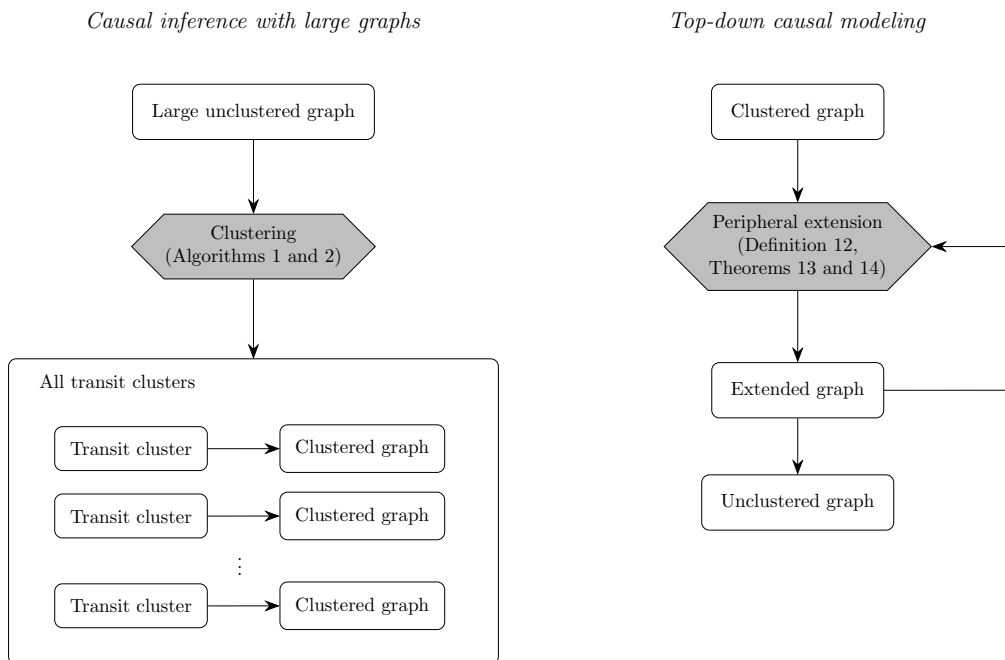 Causal inference with large graphs
Large unclustered graph
Clustering
(Algorithms 1 and 2)
All transit clusters
Transit cluster
Clustered graph
Transit cluster
Clustered graph
⋮
Transit cluster
Clustered graph
Top-down causal modeling
Clustered graph
Peripheral extension
(Definition 12,
Theorems 13 and 14)
Extended graph
Unclustered graph